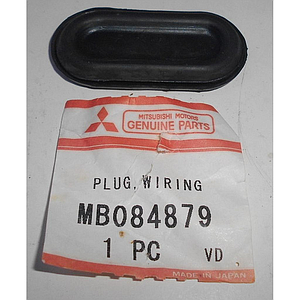 MITSUBISHI MOTORS
GENUINE PARTS
PLUG, WIRING
MB084879
1 PC VD
MADE IN JAPAN